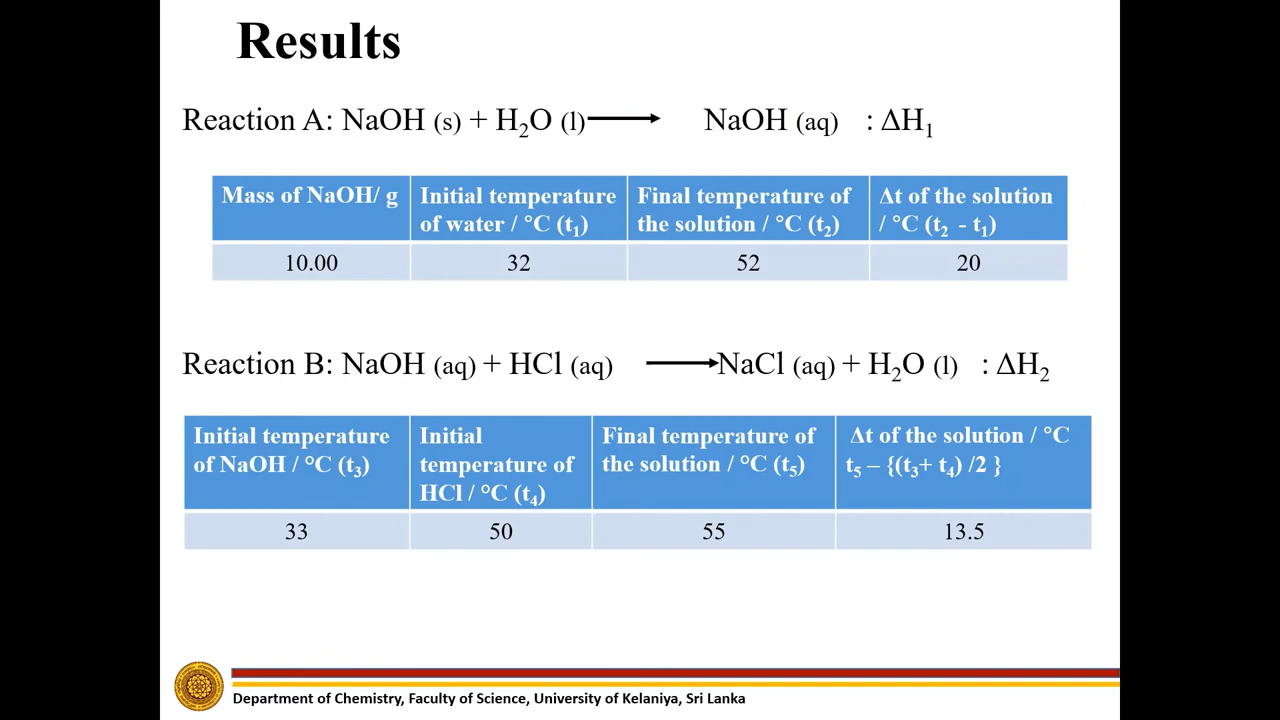 Results
Reaction A: NaOH (s) + H₂O (l) ⟶ NaOH (aq) : ΔH₁
Mass of NaOH/ g
Initial temperature
of water / °C (t₁)
Final temperature of
the solution / °C (t₂)
Δt of the solution
/ °C (t₂ - t₁)
10.00
32
52
20
Reaction B: NaOH (aq) + HCl (aq) ⟶ NaCl (aq) + H₂O (l) : ΔH₂
Initial temperature
of NaOH / °C (t₃)
Initial
temperature of
HCl / °C (t₄)
Final temperature of
the solution / °C (t₅)
Δt of the solution / °C
t₅ – {(t₃+ t₄) /2 }
33
50
55
13.5
Department of Chemistry, Faculty of Science, University of Kelaniya, Sri Lanka